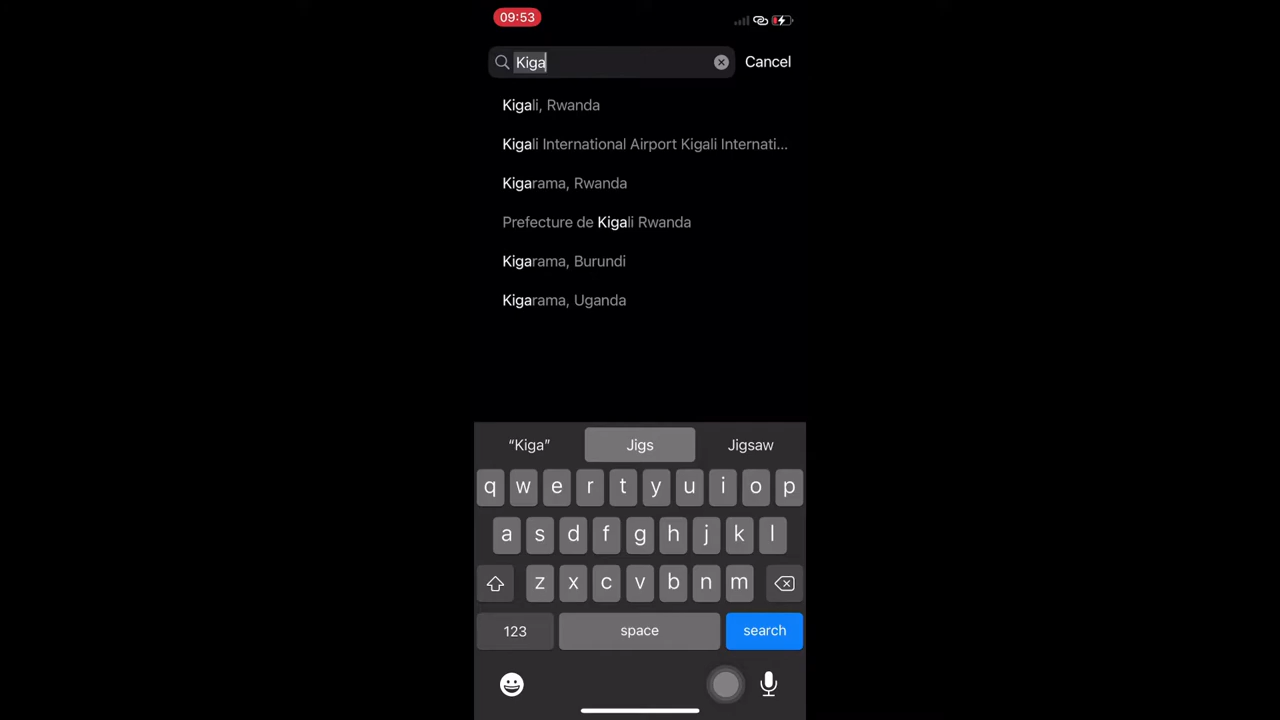 09:53
Kiga
Cancel
Kigali, Rwanda
Kigali International Airport Kigali Internati...
Kigarama, Rwanda
Prefecture de Kigali Rwanda
Kigarama, Burundi
Kigarama, Uganda
“Kiga” Jigs Jigsaw
q w e r t y u i o p
a s d f g h j k l
z x c v b n m
123 space search